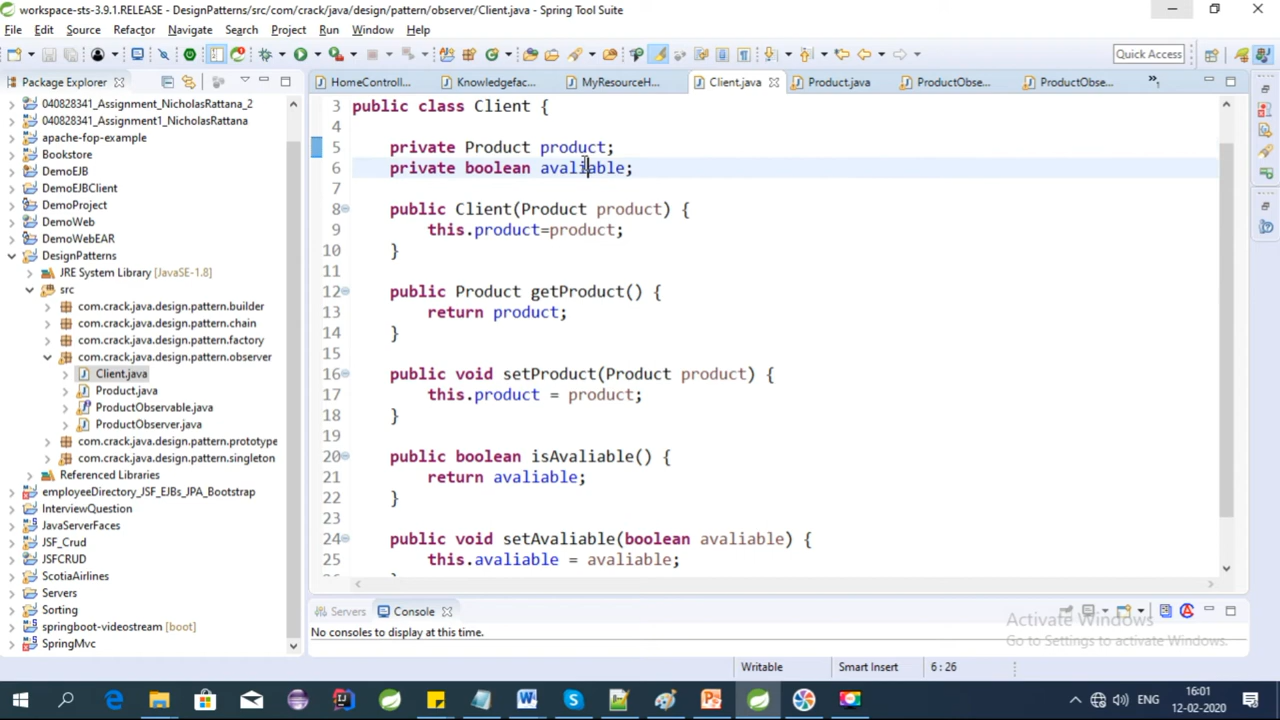 workspace-sts-3.9.1.RELEASE - DesignPatterns/src/com/crack/java/design/pattern/observer/Client.java - Spring Tool Suite
File Edit Source Refactor Navigate Search Project Run Window Help
Quick Access
Package Explorer
HomeControll... Knowledgefac... MyResourceH... Client.java Product.java ProductObse... ProductObse...
040828341_Assignment_NicholasRattana_2
040828341_Assignment1_NicholasRattana
apache-fop-example
Bookstore
DemoEJB
DemoEJBClient
DemoProject
DemoWeb
DemoWebEAR
DesignPatterns
JRE System Library [JavaSE-1.8]
src
com.crack.java.design.pattern.builder
com.crack.java.design.pattern.chain
com.crack.java.design.pattern.factory
com.crack.java.design.pattern.observer
Client.java
Product.java
ProductObservable.java
ProductObserver.java
com.crack.java.design.pattern.prototype
com.crack.java.design.pattern.singleton
Referenced Libraries
employeeDirectory_JSF_EJBs_JPA_Bootstrap
InterviewQuestion
JavaServerFaces
JSF_Crud
JSFCRUD
ScotiaAirlines
Servers
Sorting
springboot-videostream [boot]
SpringMvc
3 public class Client {
4
5 private Product product;
6 private boolean avaliable;
7
8 public Client(Product product) {
9 this.product=product;
10 }
11
12 public Product getProduct() {
13 return product;
14 }
15
16 public void setProduct(Product product) {
17 this.product = product;
18 }
19
20 public boolean isAvaliable() {
21 return avaliable;
22 }
23
24 public void setAvaliable(boolean avaliable) {
25 this.avaliable = avaliable;
Servers Console
No consoles to display at this time.
Activate Windows
Go to Settings to activate Windows.
Writable Smart Insert 6 : 26
ENG
16:01
12-02-2020